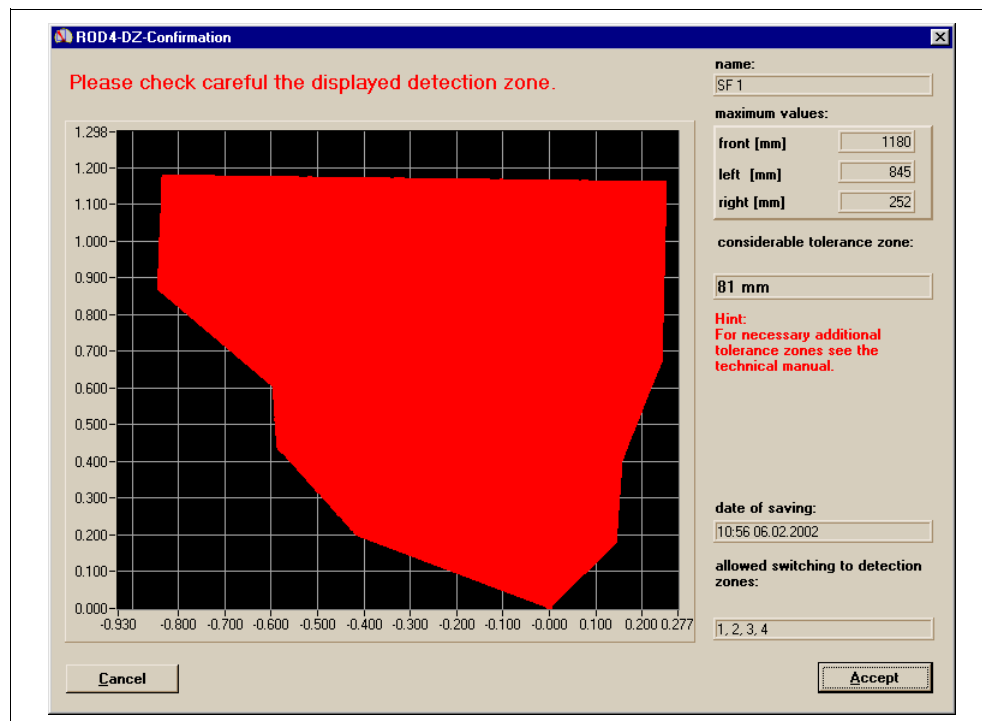 ROD4-DZ-Confirmation
Please check careful the displayed detection zone.
name:
SF 1
maximum values:
front [mm] 1180
left [mm] 845
right [mm] 252
considerable tolerance zone:
81 mm
Hint:
For necessary additional
tolerance zones see the
technical manual.
date of saving:
10:56 06.02.2002
allowed switching to detection
zones:
1, 2, 3, 4
1.298
1.200
1.100
1.000
0.900
0.800
0.700
0.600
0.500
0.400
0.300
0.200
0.100
0.000
-0.930 -0.800 -0.700 -0.600 -0.500 -0.400 -0.300 -0.200 -0.100 -0.000 0.100 0.200 0.277
Cancel
Accept